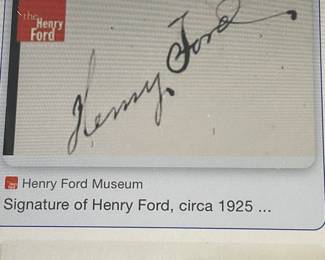 the
Henry
Ford
Henry Ford
Henry Ford Museum
Signature of Henry Ford, circa 1925 ...